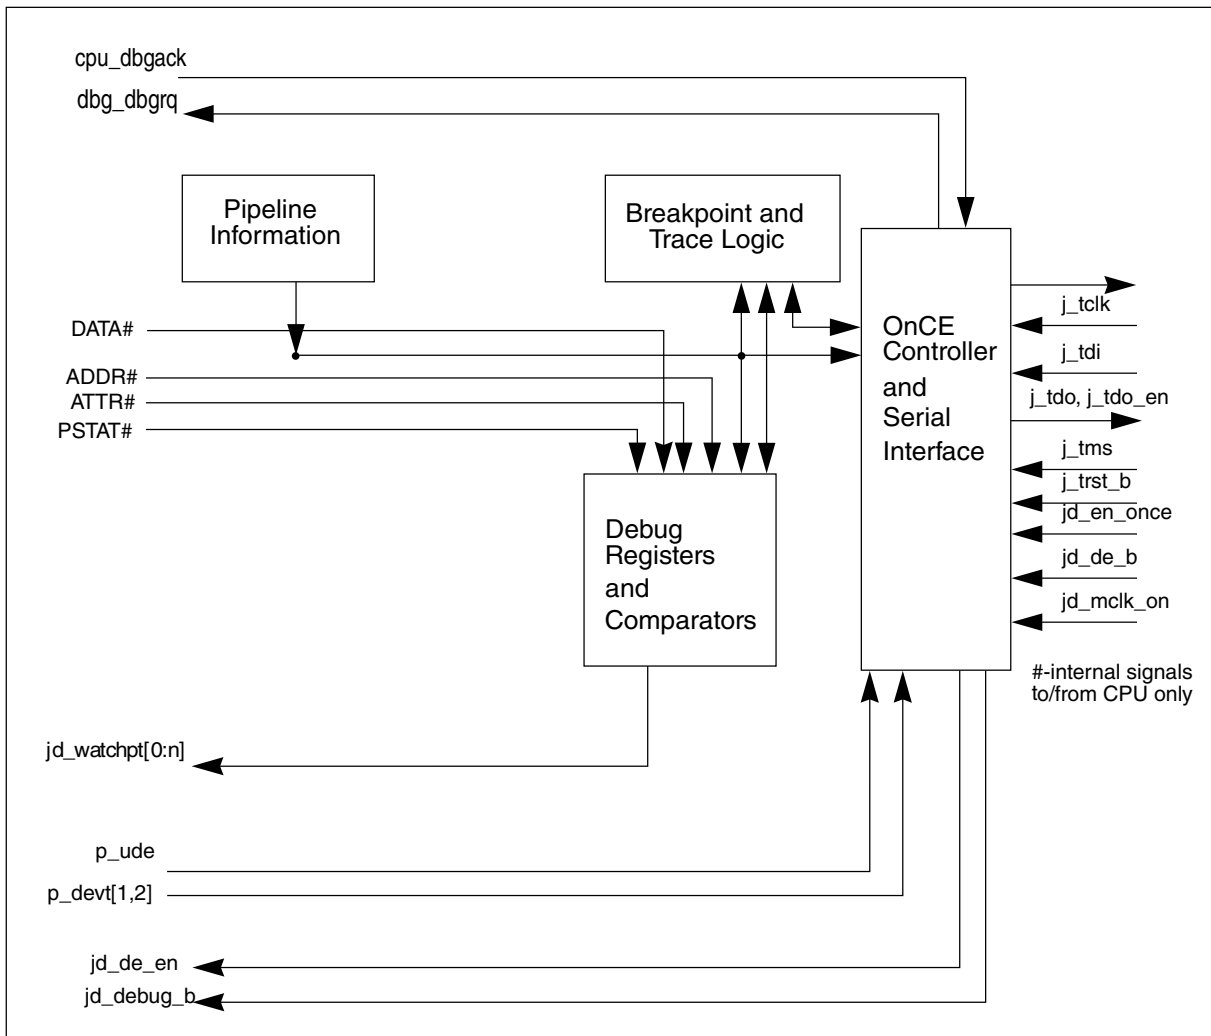 cpu_dbgack
dbg_dbgrq
Pipeline
Information
Breakpoint and
Trace Logic
DATA#
ADDR#
ATTR#
PSTAT#
OnCE
Controller
and
Serial
Interface
j_tclk
j_tdi
j_tdo, j_tdo_en
j_tms
j_trst_b
jd_en_once
jd_de_b
jd_mclk_on
Debug
Registers
and
Comparators
#-internal signals
to/from CPU only
jd_watchpt[0:n]
p_ude
p_devt[1,2]
jd_de_en
jd_debug_b